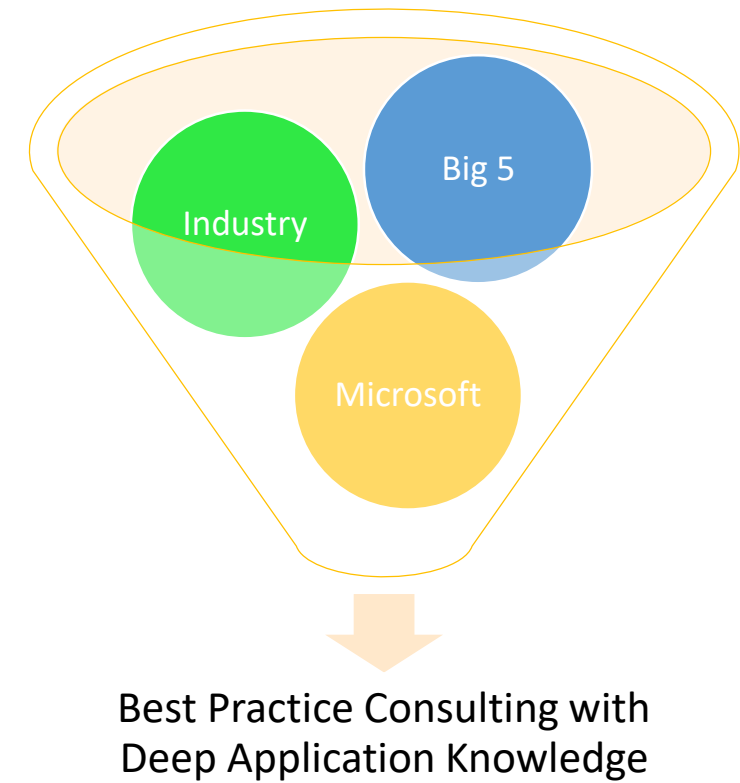 Big 5
Industry
Microsoft
Best Practice Consulting with
Deep Application Knowledge